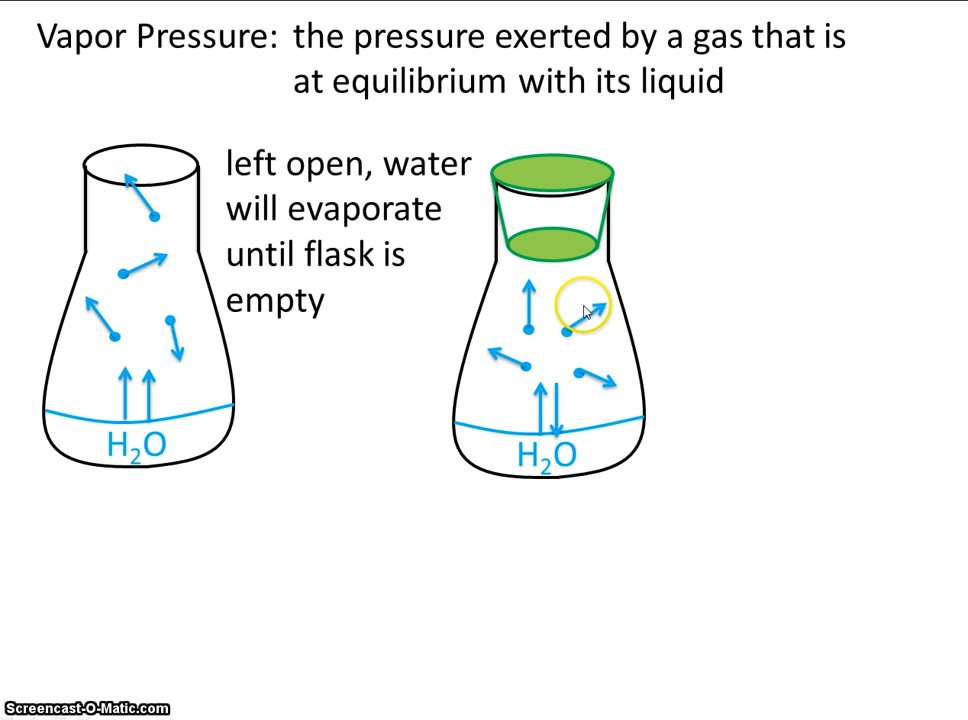 Vapor Pressure: the pressure exerted by a gas that is
at equilibrium with its liquid
left open, water
will evaporate
until flask is
empty
H₂O
H₂O
Screencast-O-Matic.com